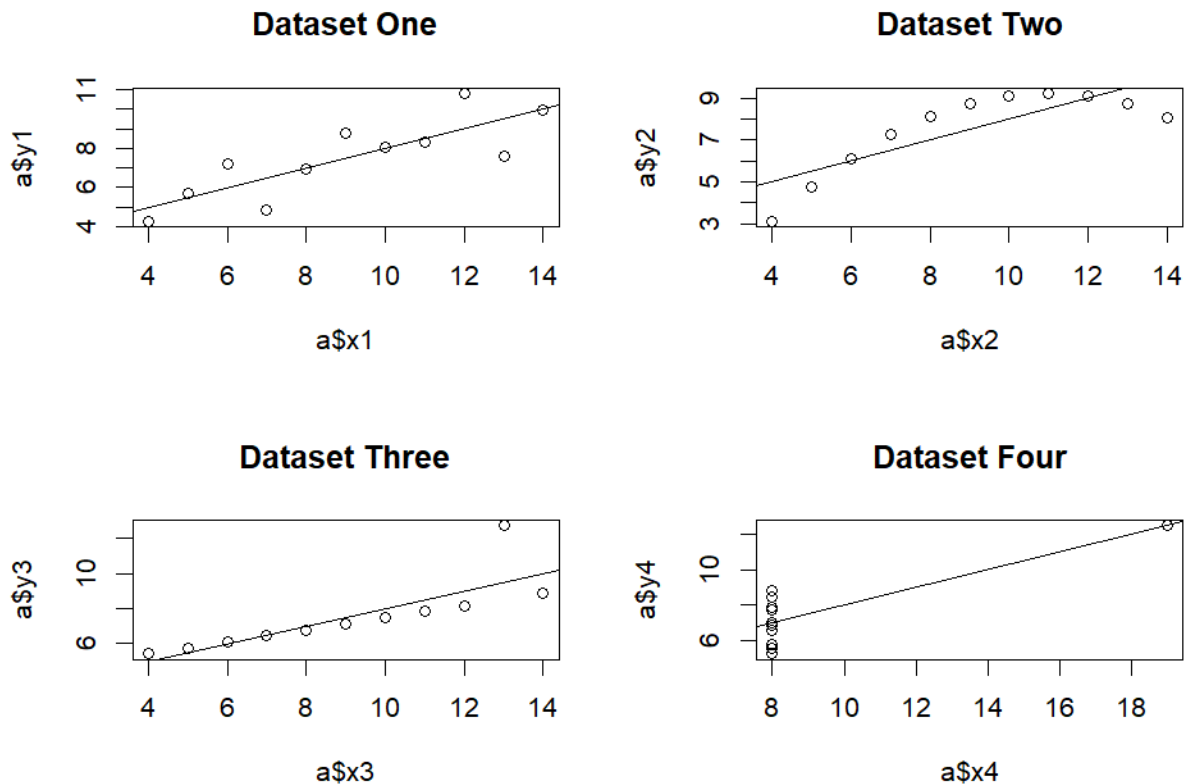 Dataset One
a$y1
11
8
6
4
4 6 8 10 12 14
a$x1
Dataset Two
a$y2
9
7
5
3
4 6 8 10 12 14
a$x2
Dataset Three
a$y3
10
6
4 6 8 10 12 14
a$x3
Dataset Four
a$y4
10
6
8 10 12 14 16 18
a$x4